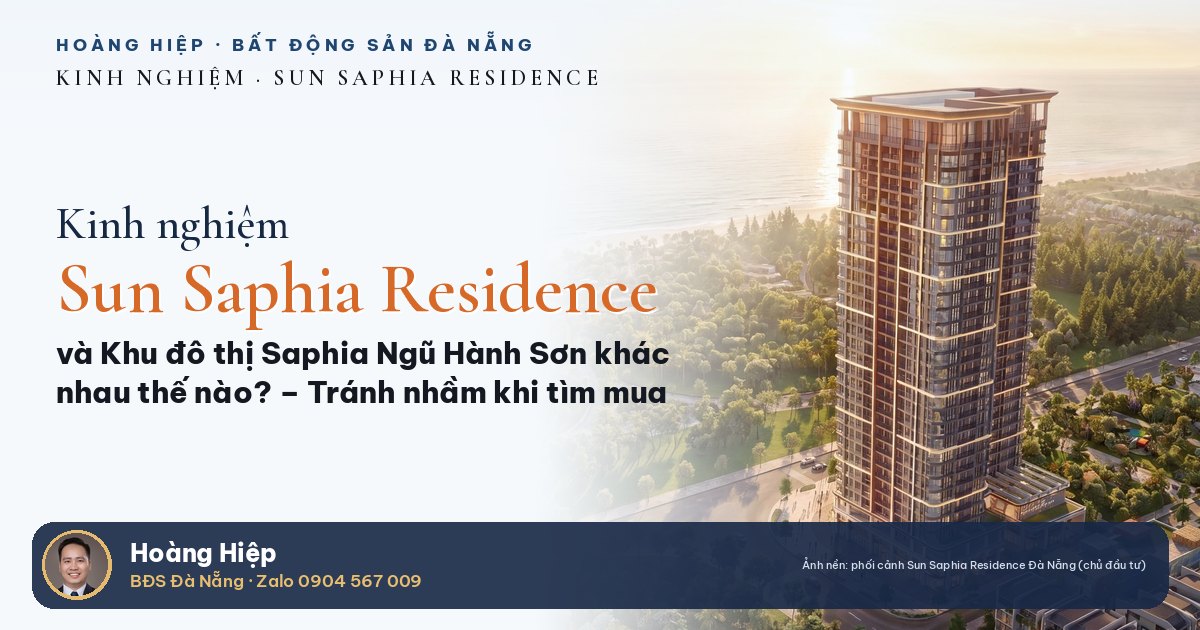 HOÀNG HIỆP · BẤT ĐỘNG SẢN ĐÀ NẴNG
KINH NGHIỆM · SUN SAPHIA RESIDENCE
Kinh nghiệm
Sun Saphia Residence
và Khu đô thị Saphia Ngũ Hành Sơn khác
nhau thế nào? – Tránh nhầm khi tìm mua
Hoàng Hiệp
BĐS Đà Nẵng · Zalo 0904 567 009
Ảnh nền: phối cảnh Sun Saphia Residence Đà Nẵng (chủ đầu tư)